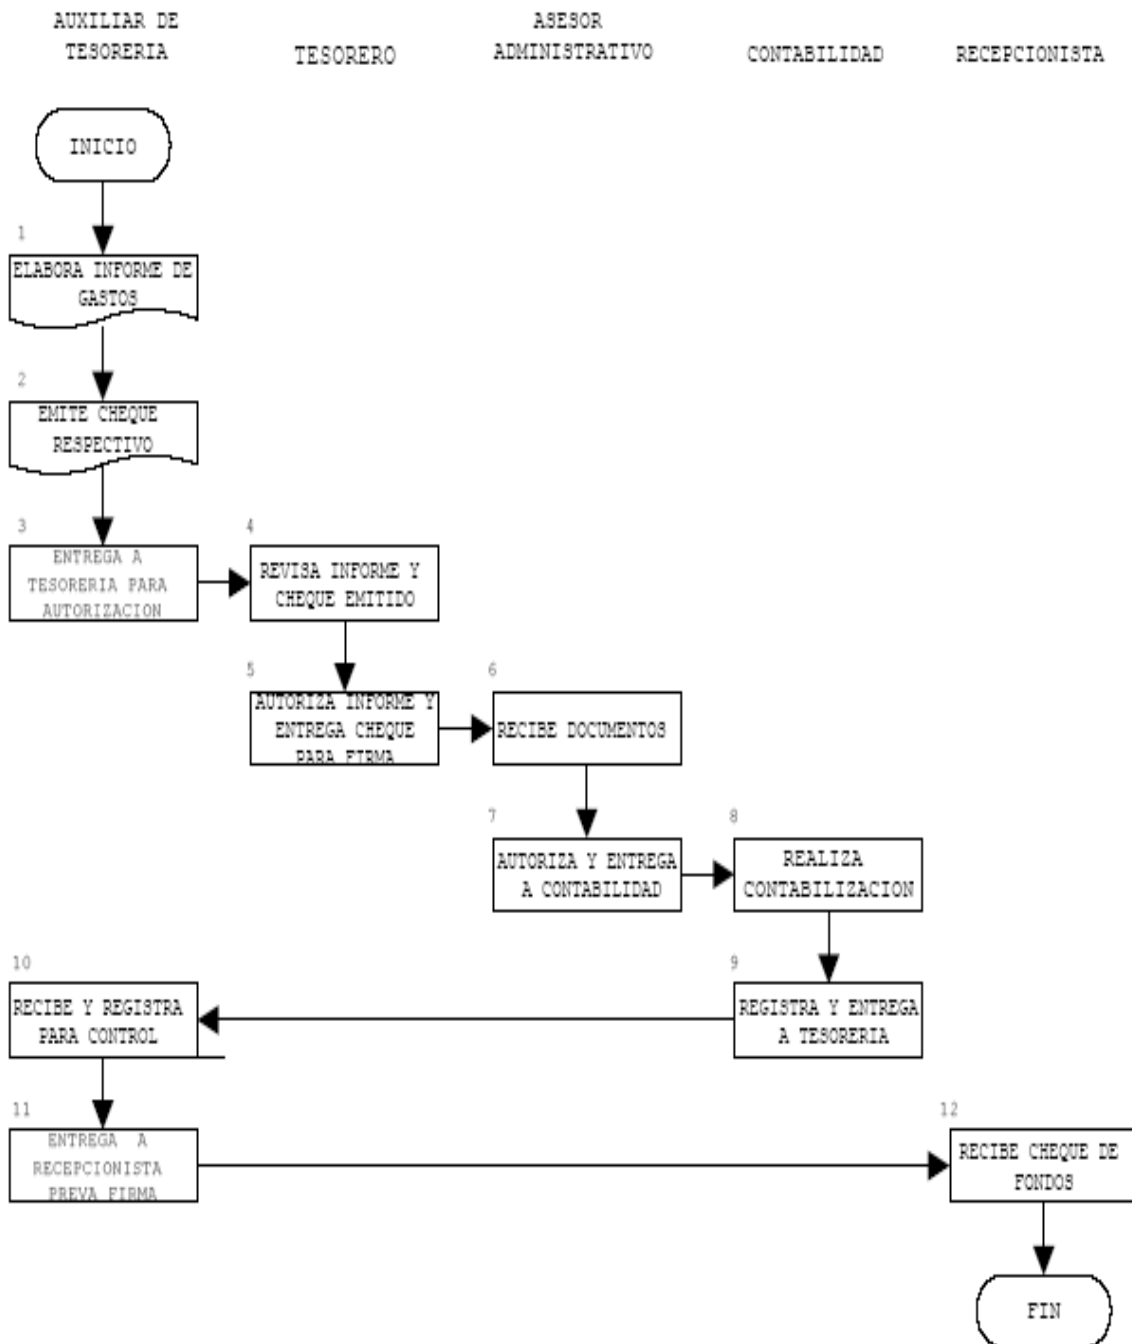 AUXILIAR DE
TESORERIA
TESORERO
ASESOR
ADMINISTRATIVO
CONTABILIDAD
RECEPCIONISTA
INICIO
1
ELABORA INFORME DE
GASTOS
2
EMITE CHEQUE
RESPECTIVO
3
ENTREGA A
TESORERIA PARA
AUTORIZACION
4
REVISA INFORME Y
CHEQUE EMITIDO
5
AUTORIZA INFORME Y
ENTREGA CHEQUE
PARA FIRMA
6
RECIBE DOCUMENTOS
7
AUTORIZA Y ENTREGA
A CONTABILIDAD
8
REALIZA
CONTABILIZACION
9
REGISTRA Y ENTREGA
A TESORERIA
10
RECIBE Y REGISTRA
PARA CONTROL
11
ENTREGA A
RECEPCIONISTA
PREVA FIRMA
12
RECIBE CHEQUE DE
FONDOS
FIN